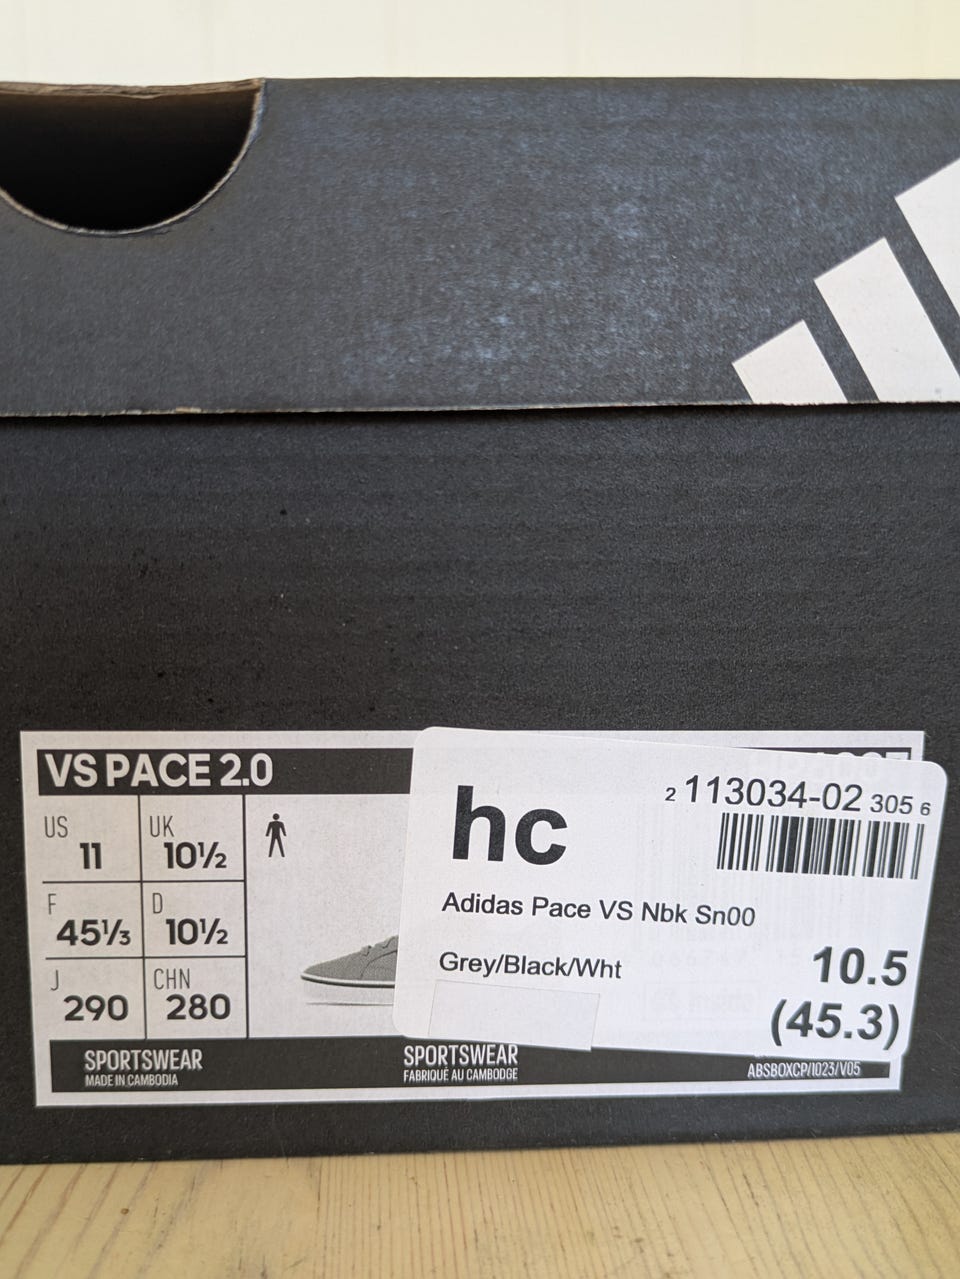 VS PACE 2.0
US 11
UK 10½
F 45⅓
D 10½
J 290
CHN 280
SPORTSWEAR
MADE IN CAMBODIA
SPORTSWEAR
FABRIQUÉ AU CAMBODGE
ABSBOXCP/1023/V05
hc
2 113034-02 305 6
Adidas Pace VS Nbk Sn00
Grey/Black/Wht
10.5
(45.3)